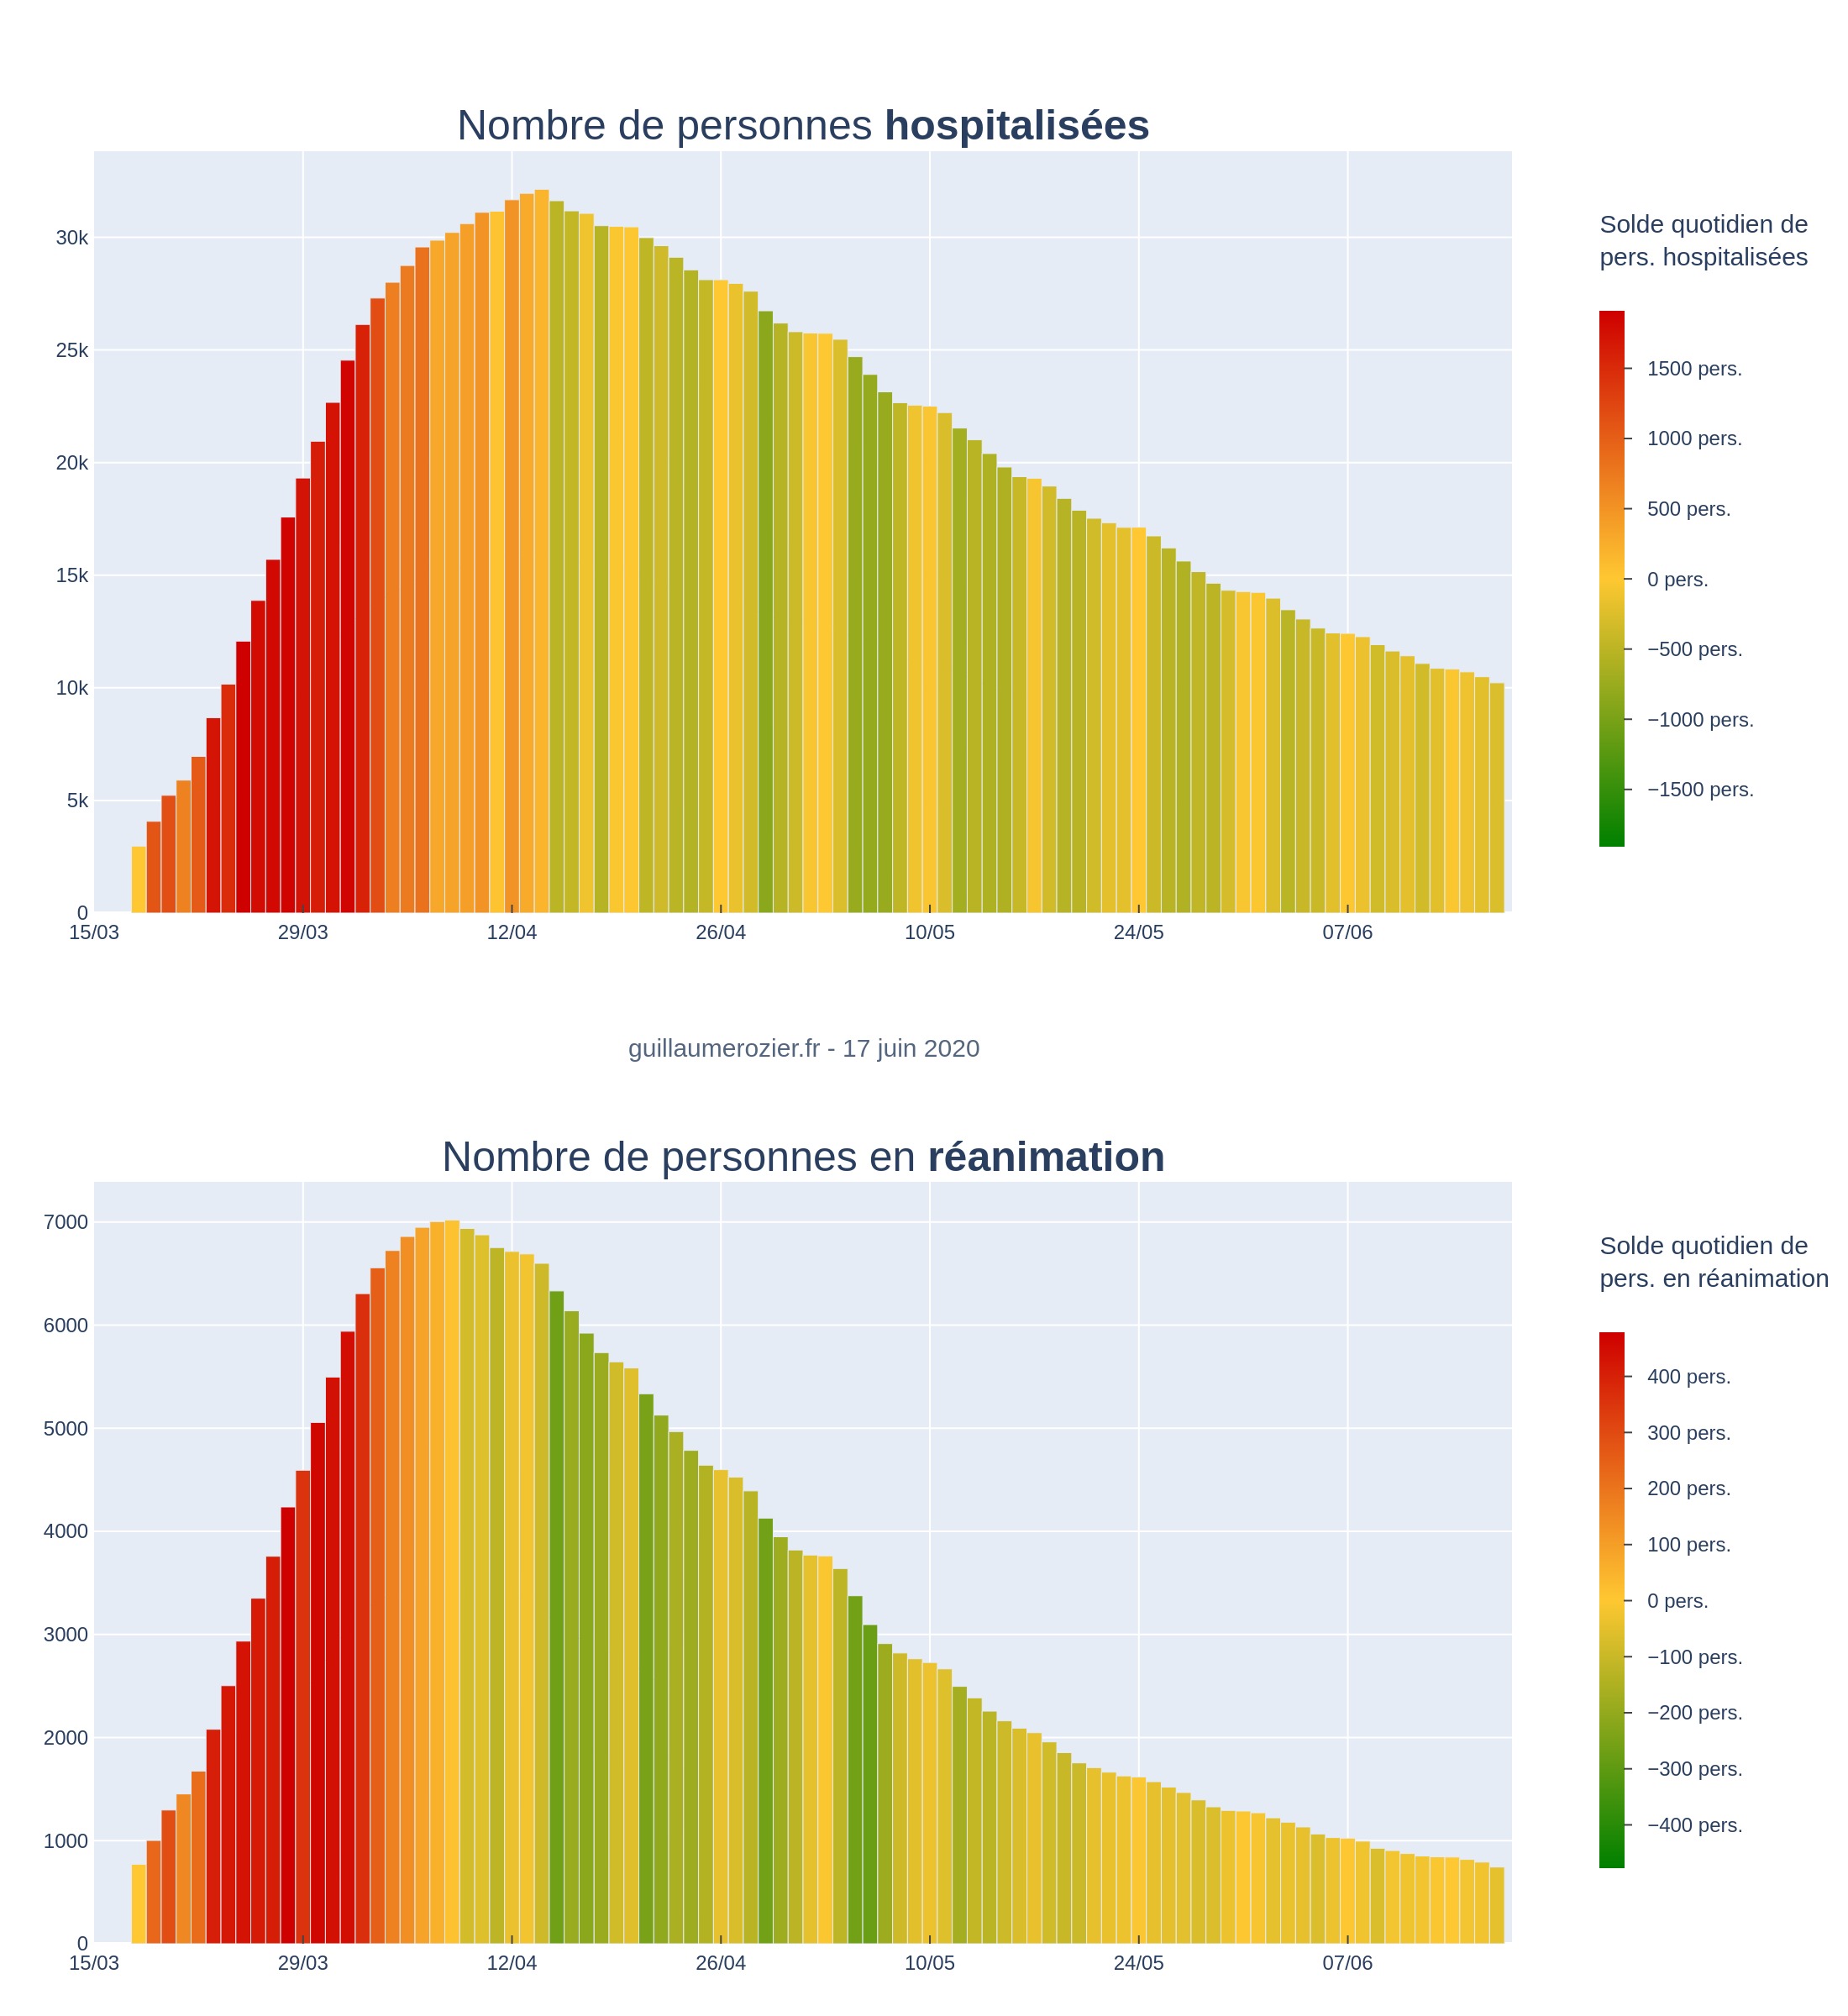 Nombre de personnes hospitalisées
30k
25k
20k
15k
10k
5k
0
15/03 29/03 12/04 26/04 10/05 24/05 07/06
Solde quotidien de
pers. hospitalisées
1500 pers.
1000 pers.
500 pers.
0 pers.
−500 pers.
−1000 pers.
−1500 pers.
guillaumerozier.fr - 17 juin 2020
Nombre de personnes en réanimation
7000
6000
5000
4000
3000
2000
1000
0
15/03 29/03 12/04 26/04 10/05 24/05 07/06
Solde quotidien de
pers. en réanimation
400 pers.
300 pers.
200 pers.
100 pers.
0 pers.
−100 pers.
−200 pers.
−300 pers.
−400 pers.